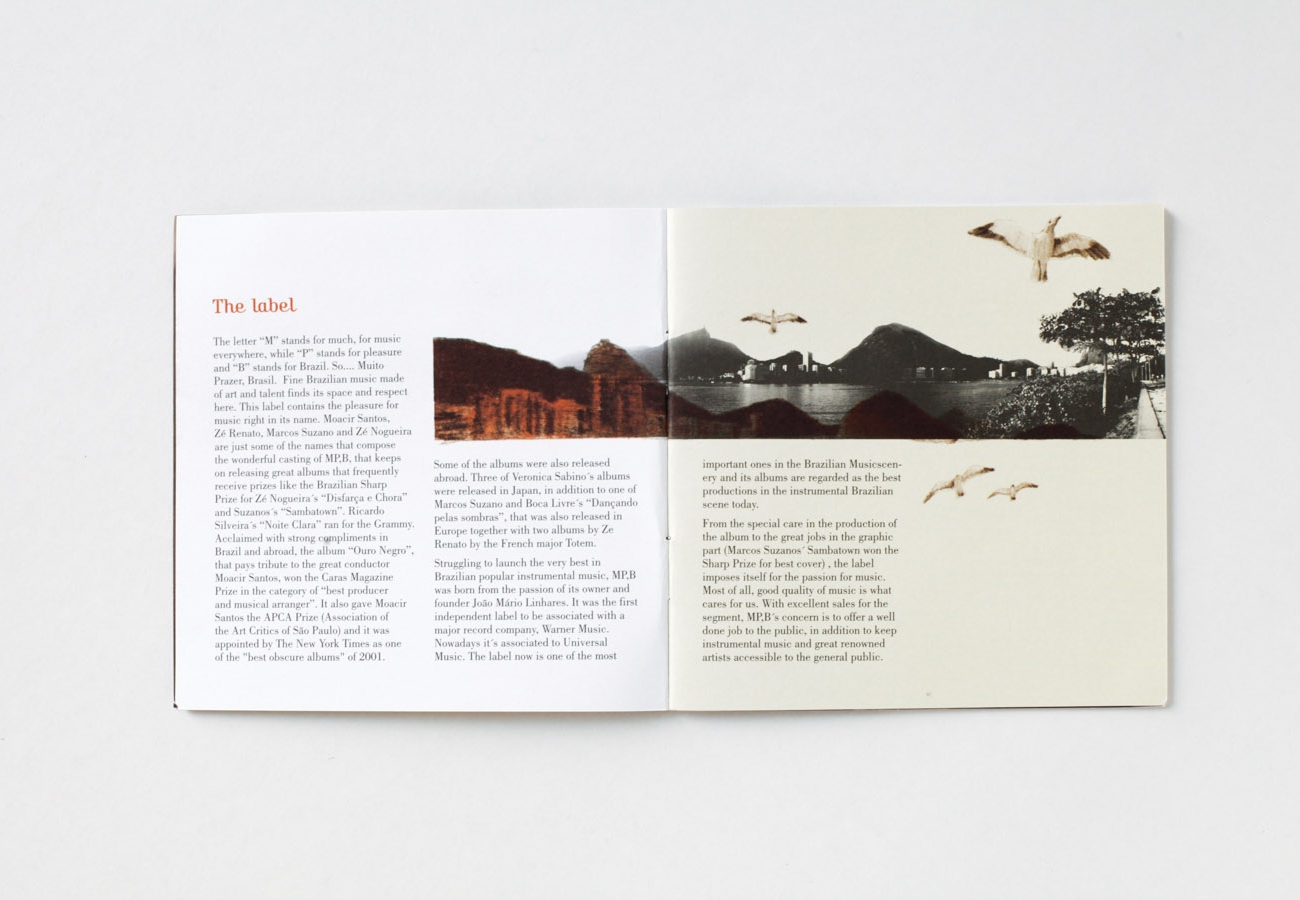 The label
The letter “M” stands for much, for music
everywhere, while “P” stands for pleasure
and “B” stands for Brazil. So.... Muito
Prazer, Brasil.  Fine Brazilian music made
of art and talent finds its space and respect
here. This label contains the pleasure for
music right in its name. Moacir Santos,
Zé Renato, Marcos Suzano and Zé Nogueira
are just some of the names that compose
the wonderful casting of MP,B, that keeps
on releasing great albums that frequently
receive prizes like the Brazilian Sharp
Prize for Zé Nogueira´s “Disfarça e Chora”
and Suzanos´s “Sambatown”. Ricardo
Silveira´s “Noite Clara” ran for the Grammy.
Acclaimed with strong compliments in
Brazil and abroad, the album “Ouro Negro”,
that pays tribute to the great conductor
Moacir Santos, won the Caras Magazine
Prize in the category of “best producer
and musical arranger”. It also gave Moacir
Santos the APCA Prize (Association of
the Art Critics of São Paulo) and it was
appointed by The New York Times as one
of the "best obscure albums" of 2001.
Some of the albums were also released
abroad. Three of Veronica Sabino´s albums
were released in Japan, in addition to one of
Marcos Suzano and Boca Livre´s “Dançando
pelas sombras”, that was also released in
Europe together with two albums by Ze
Renato by the French major Totem.
Struggling to launch the very best in
Brazilian popular instrumental music, MP,B
was born from the passion of its owner and
founder João Mário Linhares. It was the first
independent label to be associated with a
major record company, Warner Music.
Nowadays it´s associated to Universal
Music. The label now is one of the most
important ones in the Brazilian Musicscen-
ery and its albums are regarded as the best
productions in the instrumental Brazilian
scene today.
From the special care in the production of
the album to the great jobs in the graphic
part (Marcos Suzanos´ Sambatown won the
Sharp Prize for best cover) , the label
imposes itself for the passion for music.
Most of all, good quality of music is what
cares for us. With excellent sales for the
segment, MP,B´s concern is to offer a well
done job to the public, in addition to keep
instrumental music and great renowned
artists accessible to the general public.